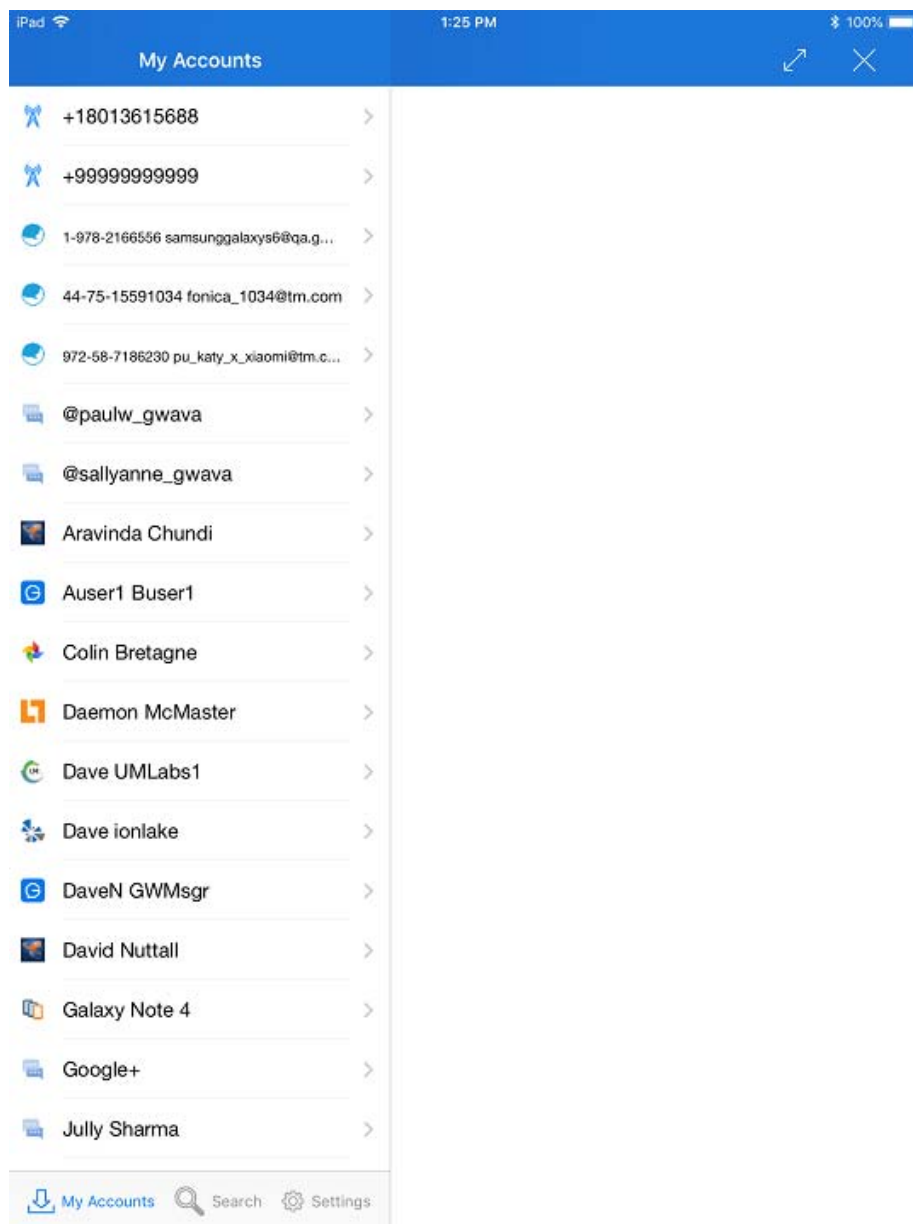 iPad 1:25 PM 100%
My Accounts
+18013615688
+99999999999
1-978-2166556 samsunggalaxys6@qa.g...
44-75-15591034 fonica_1034@tm.com
972-58-7186230 pu_katy_x_xiaomi@tm.c...
@paulw_gwava
@sallyanne_gwava
Aravinda Chundi
Auser1 Buser1
Colin Bretagne
Daemon McMaster
Dave UMLabs1
Dave ionlake
DaveN GWMsgr
David Nuttall
Galaxy Note 4
Google+
Jully Sharma
My Accounts Search Settings